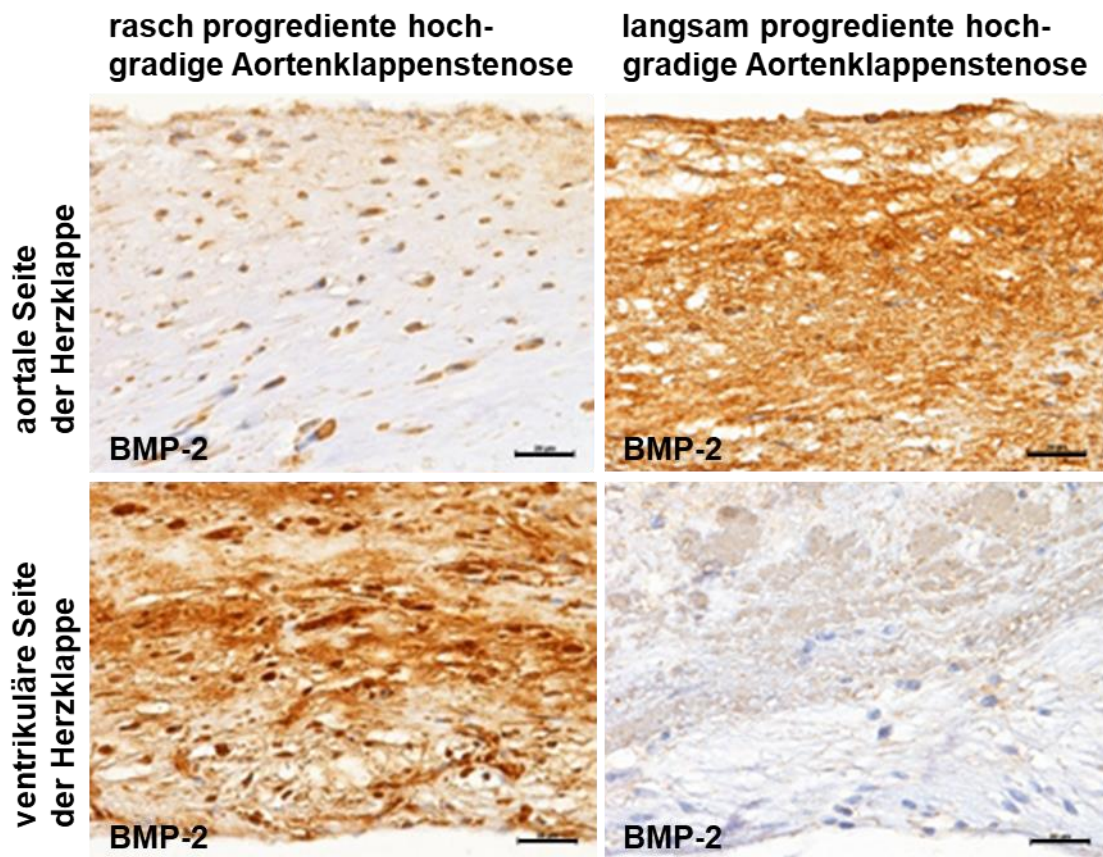 rasch progrediente hoch-
gradige Aortenklappenstenose
langsam progrediente hoch-
gradige Aortenklappenstenose
aortale Seite
der Herzklappe
BMP-2
BMP-2
ventrikuläre Seite
der Herzklappe
BMP-2
BMP-2